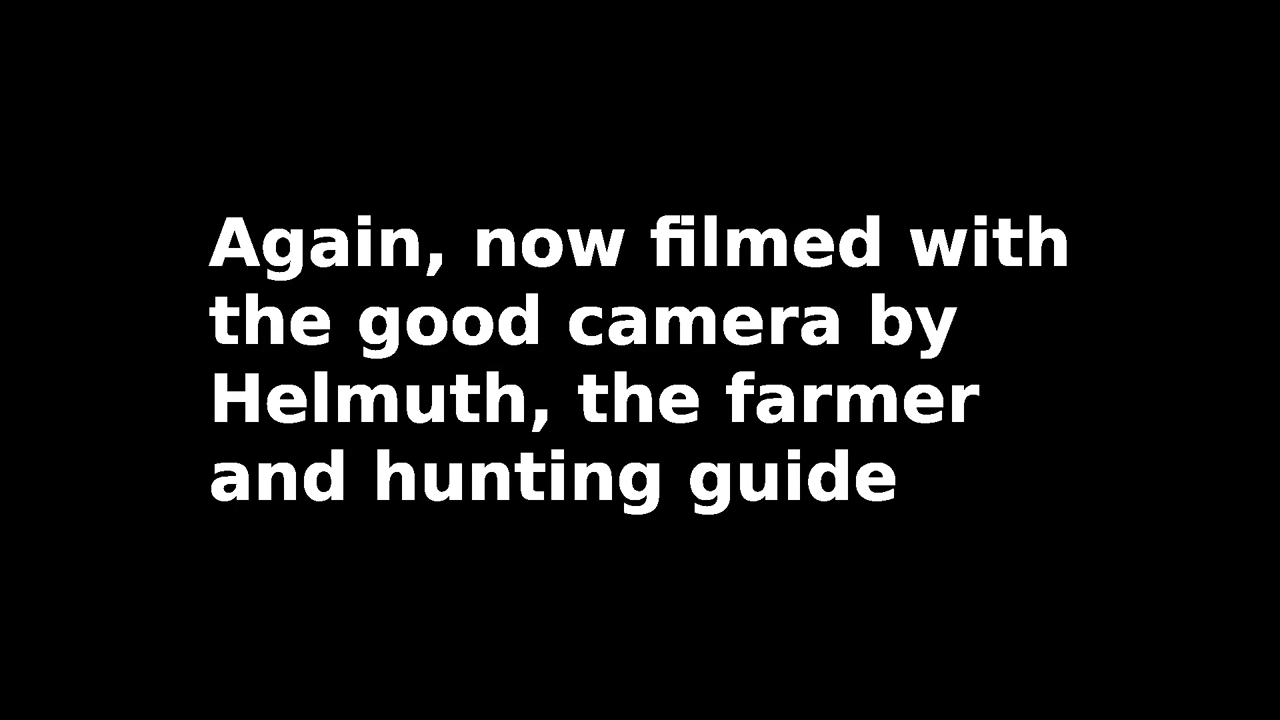 Again, now filmed with
the good camera by
Helmuth, the farmer
and hunting guide